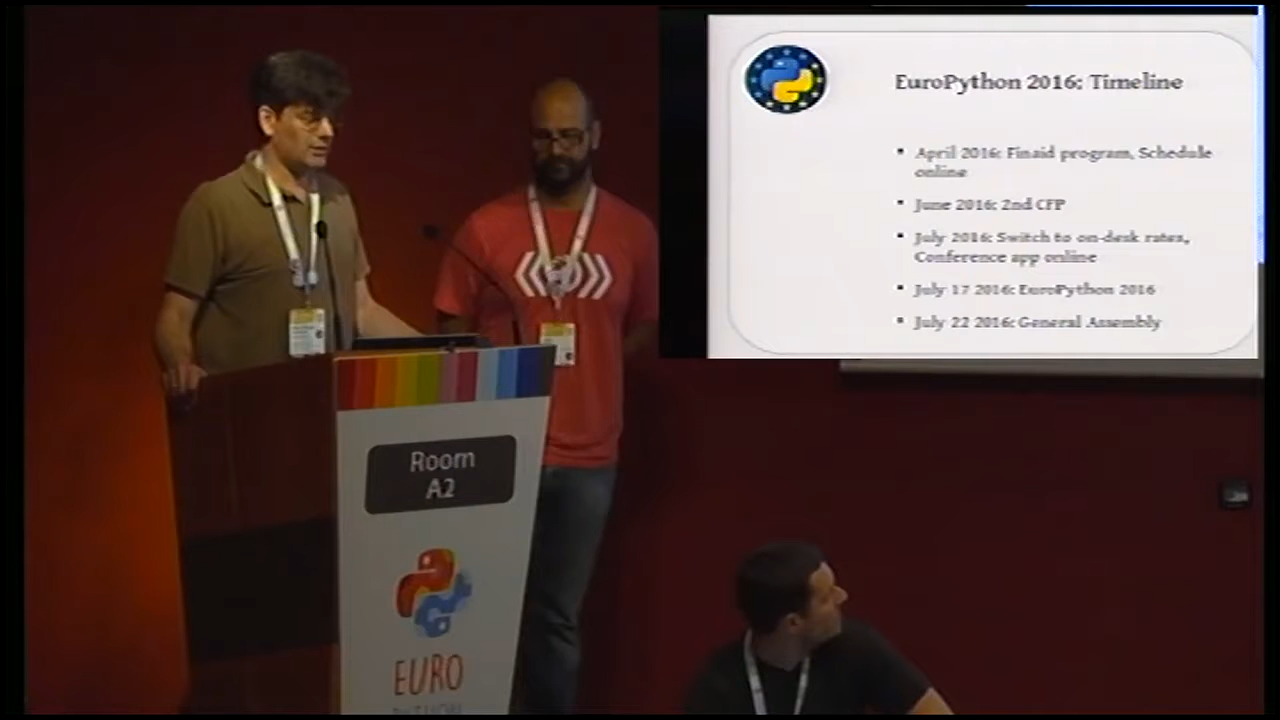 EuroPython 2016: Timeline
April 2016: Finaid program, Schedule
online
June 2016: 2nd CFP
July 2016: Switch to on-desk rates,
Conference app online
July 17 2016: EuroPython 2016
July 22 2016: General Assembly
Room
A2
EURO
PYTHON